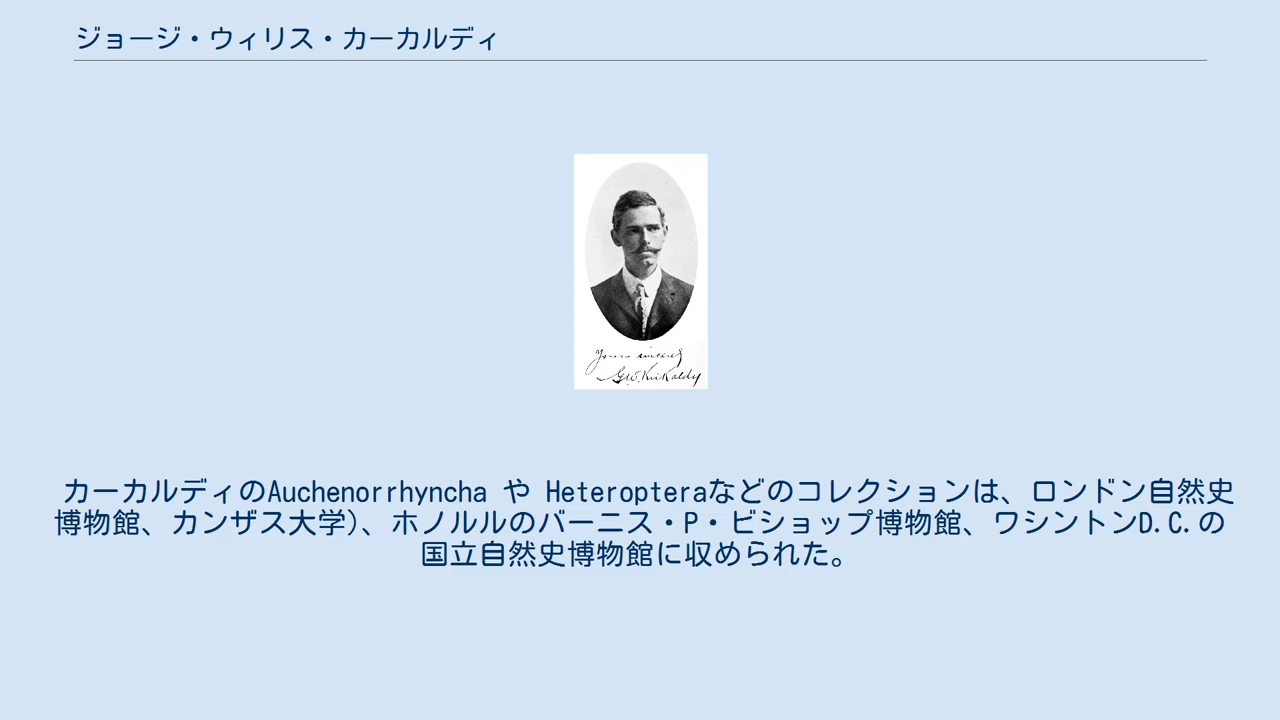 ジョージ・ウィリス・カーカルディ
Yours sincerely
G.W. Kirkaldy
カーカルディのAuchenorrhyncha や Heteropteraなどのコレクションは、ロンドン自然史
博物館、カンザス大学)、ホノルルのバーニス・P・ビショップ博物館、ワシントンD.C.の
国立自然史博物館に収められた。